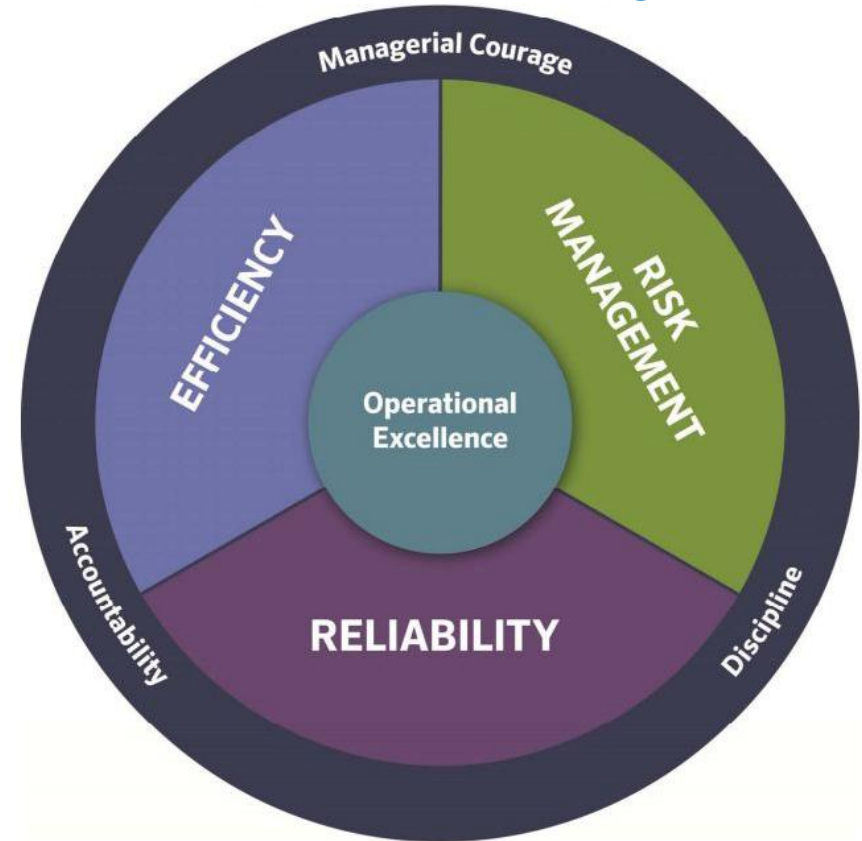 Managerial Courage
EFFICIENCY
RISK
MANAGEMENT
Operational
Excellence
RELIABILITY
Accountability
Discipline